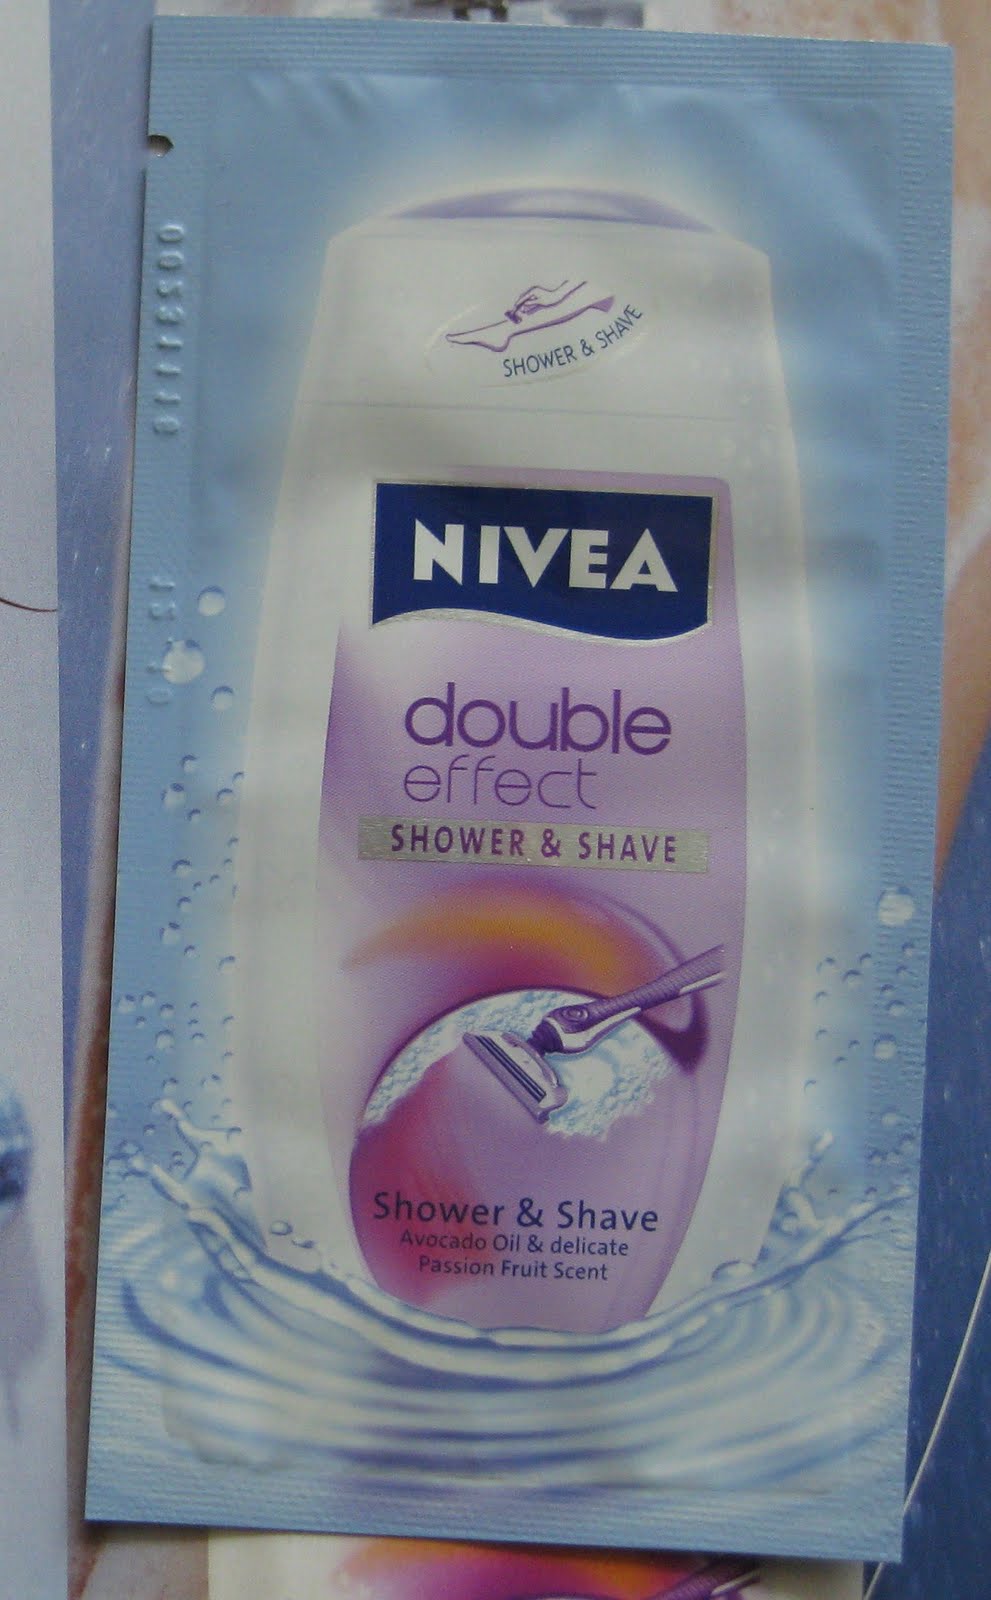 SHOWER & SHAVE
NIVEA
double
effect
SHOWER & SHAVE
Shower & Shave
Avocado Oil & delicate
Passion Fruit Scent